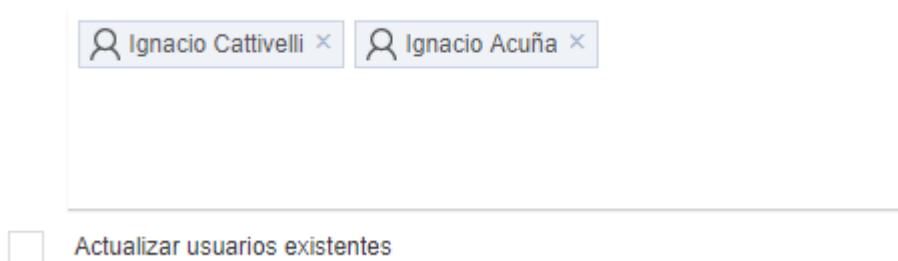 Ignacio Cattivelli × Ignacio Acuña ×
Actualizar usuarios existentes